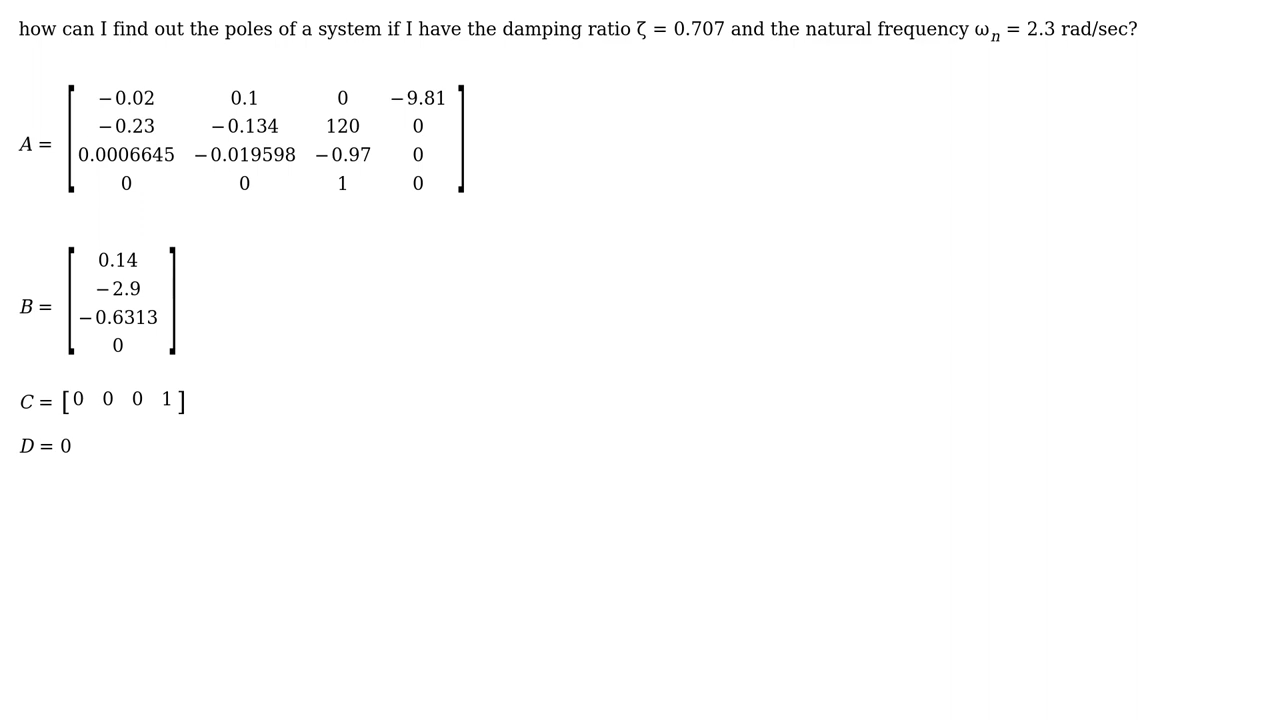 how can I find out the poles of a system if I have the damping ratio ζ = 0.707 and the natural frequency ωn = 2.3 rad/sec?
−0.02 0.1 0 −9.81
−0.23 −0.134 120 0
A =
0.0006645 −0.019598 −0.97 0
0 0 1 0
0.14
−2.9
B =
−0.6313
0
C = [0 0 0 1]
D = 0